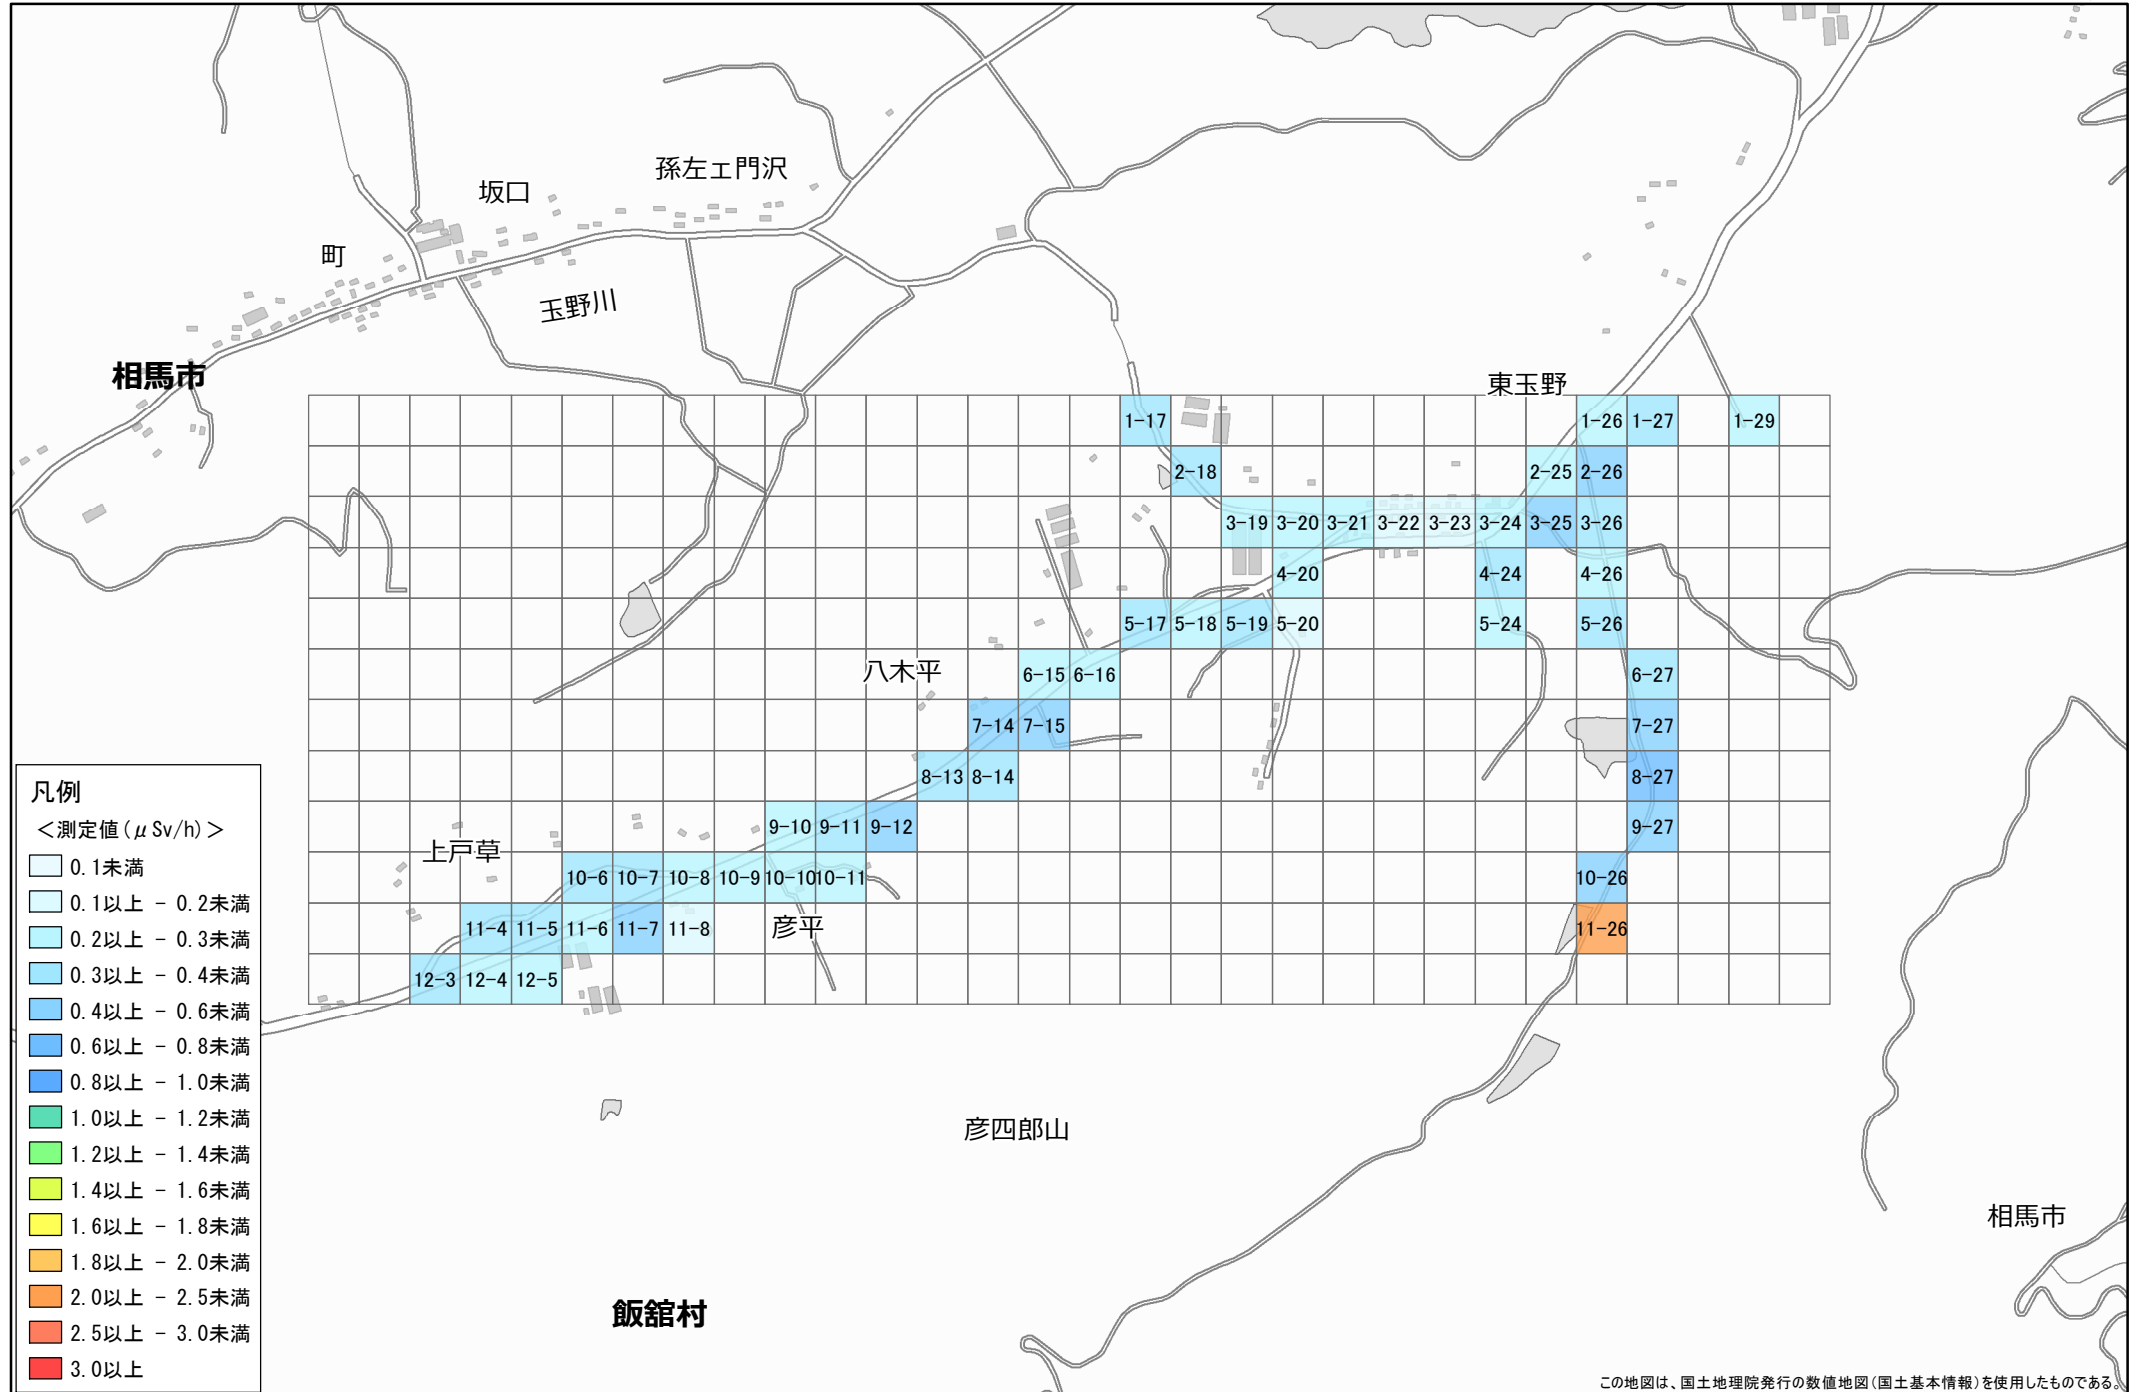 孫左ェ門沢
坂口
町
玉野川
相馬市
東玉野
1-17
1-26
1-27
1-29
2-18
2-25
2-26
3-19
3-20
3-21
3-22
3-23
3-24
3-25
3-26
4-20
4-24
4-26
5-17
5-18
5-19
5-20
5-24
5-26
八木平
6-15
6-16
6-27
7-14
7-15
7-27
8-13
8-14
8-27
9-10
9-11
9-12
9-27
上戸草
10-6
10-7
10-8
10-9
10-10
10-11
10-26
11-4
11-5
11-6
11-7
11-8
彦平
11-26
12-3
12-4
12-5
凡例
＜測定値(μSv/h)＞
0.1未満
0.1以上 - 0.2未満
0.2以上 - 0.3未満
0.3以上 - 0.4未満
0.4以上 - 0.6未満
0.6以上 - 0.8未満
0.8以上 - 1.0未満
1.0以上 - 1.2未満
1.2以上 - 1.4未満
1.4以上 - 1.6未満
1.6以上 - 1.8未満
1.8以上 - 2.0未満
2.0以上 - 2.5未満
2.5以上 - 3.0未満
3.0以上
彦四郎山
相馬市
飯舘村
この地図は、国土地理院発行の数値地図(国土基本情報)を使用したものである。